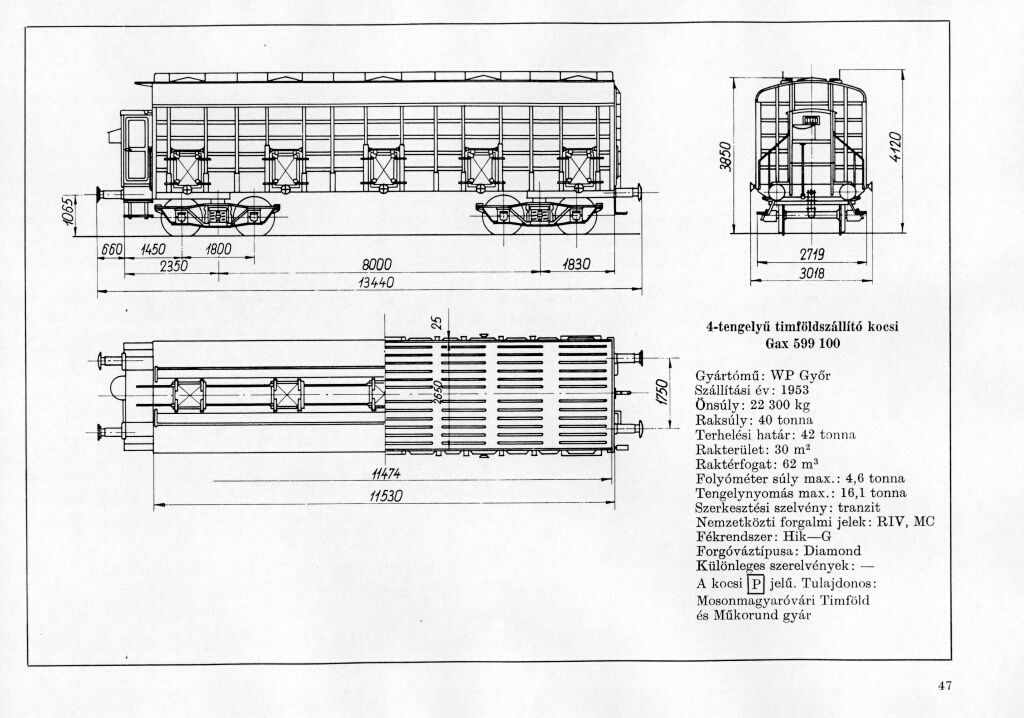 3850
4120
1025
660 1450 1800
2350 8000 1830
13440
2719
3018
25
2650
1750
11474
11530
4-tengelyű timföldszállító kocsi
Gax 599 100
Gyártómű: WP Győr
Szállítási év: 1953
Önsúly: 22 300 kg
Raksúly: 40 tonna
Terhelési határ: 42 tonna
Rakterület: 30 m²
Raktérfogat: 62 m³
Folyóméter súly max.: 4,6 tonna
Tengelynyomás max.: 16,1 tonna
Szerkesztési szelvény: tranzit
Nemzetközti forgalmi jelek: RIV, MC
Fékrendszer: Hik—G
Forgóváztípusa: Diamond
Különleges szerelvények: —
A kocsi P jelű. Tulajdonos:
Mosonmagyaróvári Timföld
és Műkorund gyár
47